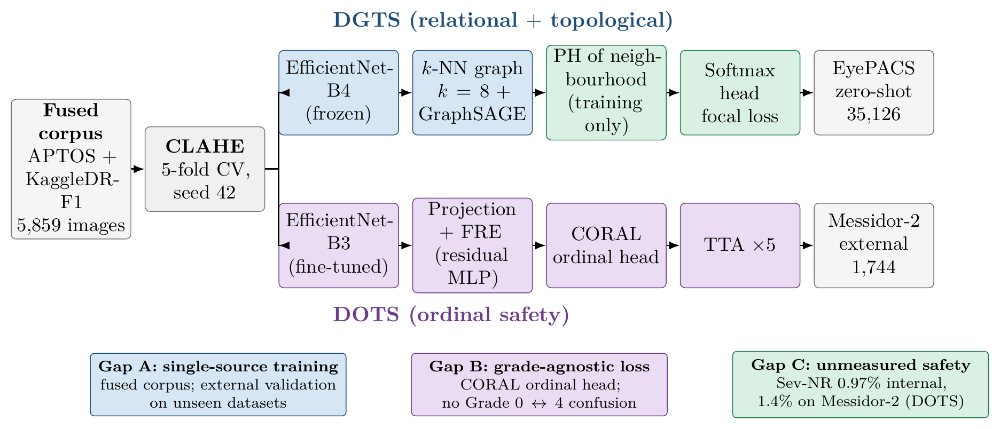 DGTS (relational + topological)
Fused
corpus
APTOS +
KaggleDR-
F1
5,859 images
CLAHE
5-fold CV,
seed 42
EfficientNet-
B4
(frozen)
k-NN graph
k = 8 +
GraphSAGE
PH of neigh-
bourhood
(training
only)
Softmax
head
focal loss
EyePACS
zero-shot
35,126
EfficientNet-
B3
(fine-tuned)
Projection
+ FRE
(residual
MLP)
CORAL
ordinal head
TTA ×5
Messidor-2
external
1,744
DOTS (ordinal safety)
Gap A: single-source training
fused corpus; external validation
on unseen datasets
Gap B: grade-agnostic loss
CORAL ordinal head;
no Grade 0 ↔ 4 confusion
Gap C: unmeasured safety
Sev-NR 0.97% internal,
1.4% on Messidor-2 (DOTS)